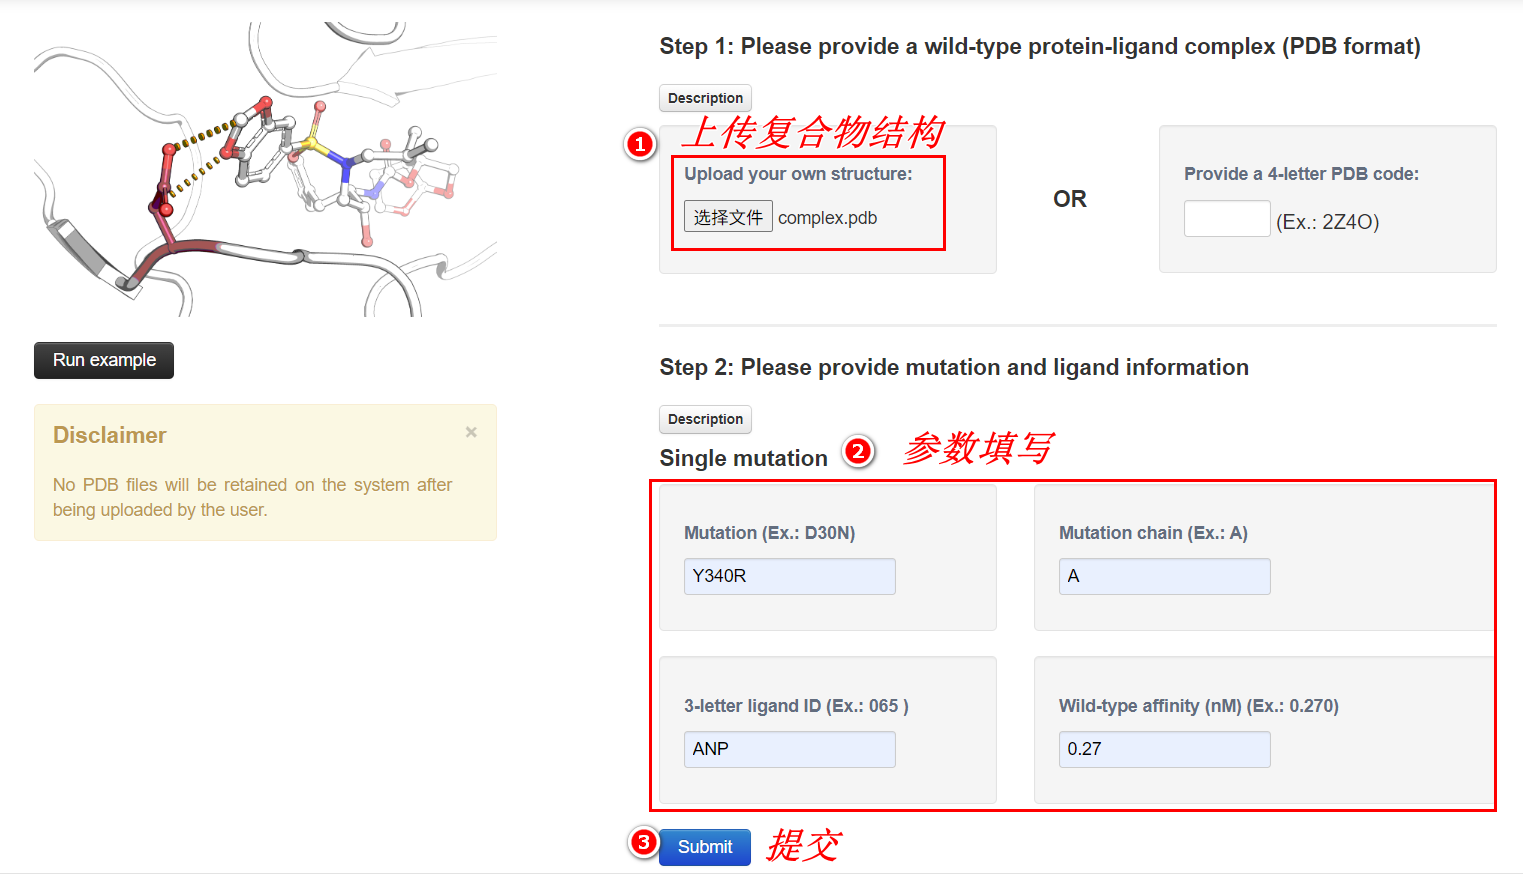 Step 1: Please provide a wild-type protein-ligand complex (PDB format)
Description
1 上传复合物结构
Upload your own structure:
选择文件 complex.pdb
OR
Provide a 4-letter PDB code:
(Ex.: 2Z4O)
Run example
Disclaimer ×
No PDB files will be retained on the system after
being uploaded by the user.
Step 2: Please provide mutation and ligand information
Description
Single mutation 2 参数填写
Mutation (Ex.: D30N)
Y340R
Mutation chain (Ex.: A)
A
3-letter ligand ID (Ex.: 065 )
ANP
Wild-type affinity (nM) (Ex.: 0.270)
0.27
3 Submit 提交